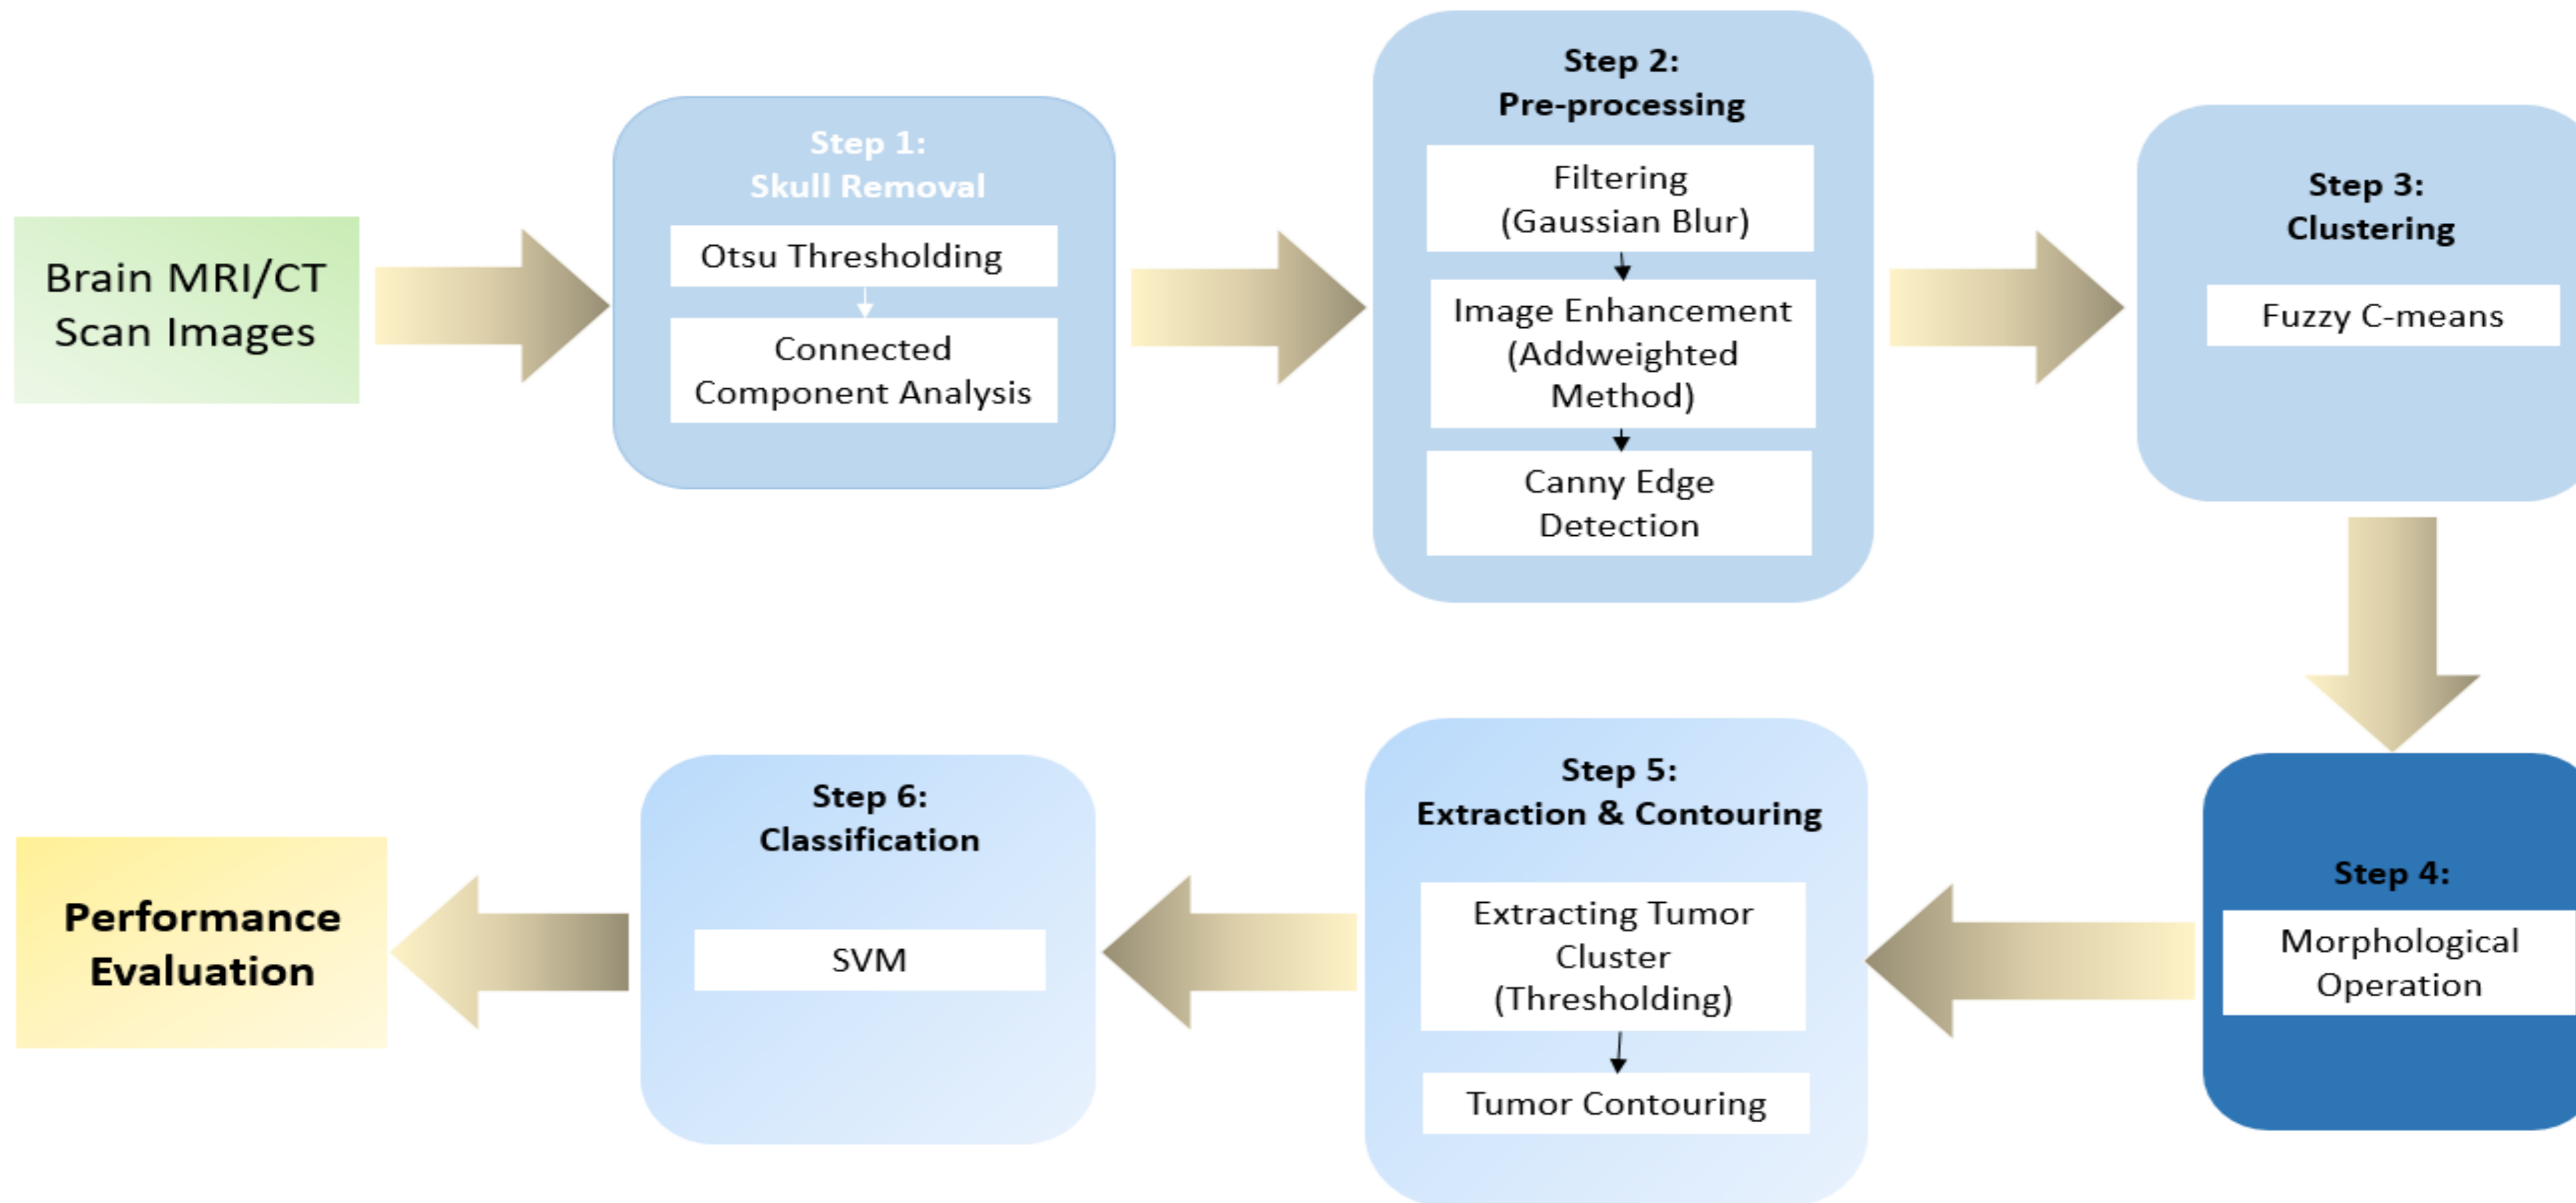 Brain MRI/CT
Scan Images
Step 1:
Skull Removal
Otsu Thresholding
Connected
Component Analysis
Step 2:
Pre-processing
Filtering
(Gaussian Blur)
Image Enhancement
(Addweighted
Method)
Canny Edge
Detection
Step 3:
Clustering
Fuzzy C-means
Step 4:
Morphological
Operation
Step 5:
Extraction & Contouring
Extracting Tumor
Cluster
(Thresholding)
Tumor Contouring
Step 6:
Classification
SVM
Performance
Evaluation